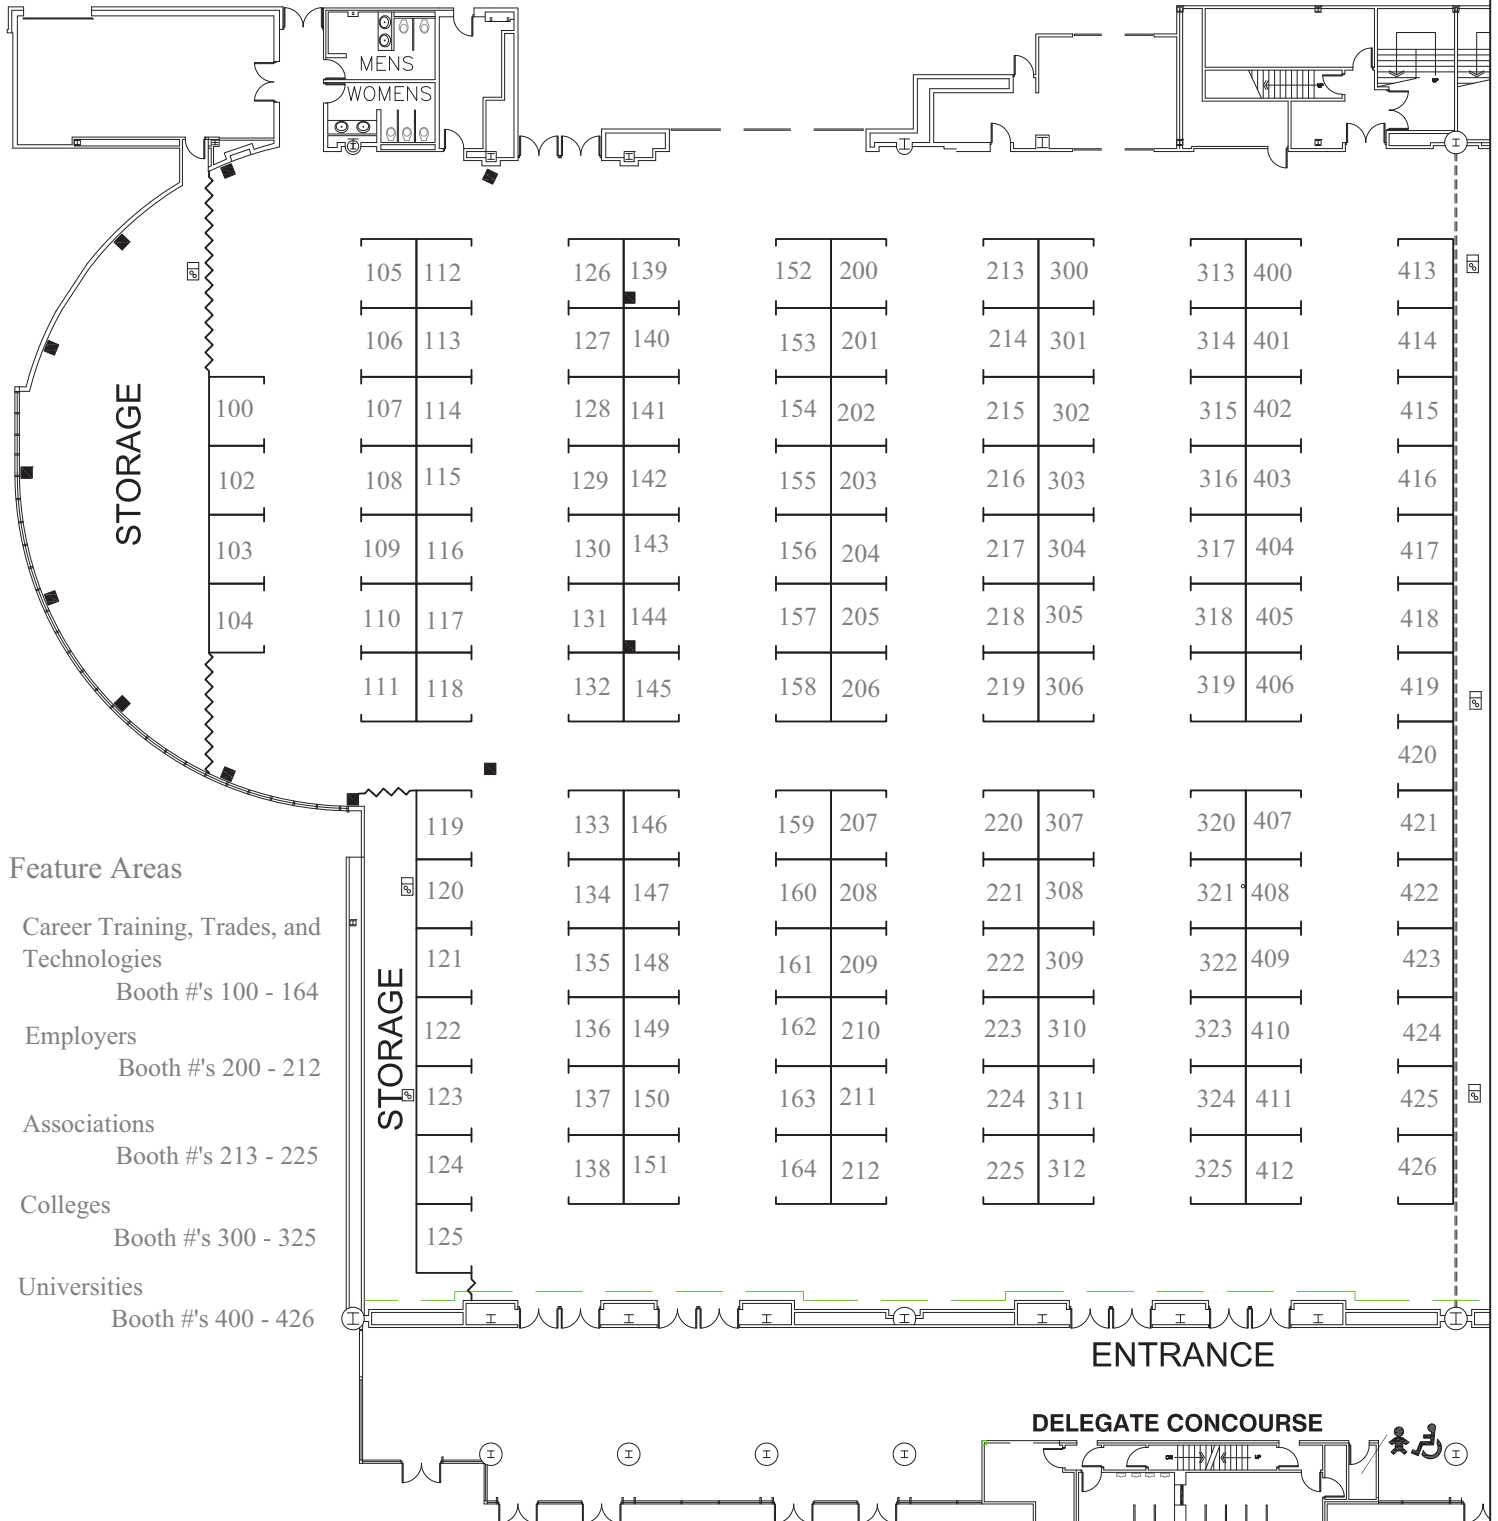 MENS
WOMENS
105 112 126 139 152 200 213 300 313 400 413
106 113 127 140 153 201 214 301 314 401 414
100 107 114 128 141 154 202 215 302 315 402 415
102 108 115 129 142 155 203 216 303 316 403 416
103 109 116 130 143 156 204 217 304 317 404 417
104 110 117 131 144 157 205 218 305 318 405 418
111 118 132 145 158 206 219 306 319 406 419
STORAGE
420
119 133 146 159 207 220 307 320 407 421
120 134 147 160 208 221 308 321 408 422
121 135 148 161 209 222 309 322 409 423
122 136 149 162 210 223 310 323 410 424
123 137 150 163 211 224 311 324 411 425
124 138 151 164 212 225 312 325 412 426
125
STORAGE
Feature Areas
Career Training, Trades, and
Technologies
Booth #'s 100 - 164
Employers
Booth #'s 200 - 212
Associations
Booth #'s 213 - 225
Colleges
Booth #'s 300 - 325
Universities
Booth #'s 400 - 426
ENTRANCE
DELEGATE CONCOURSE